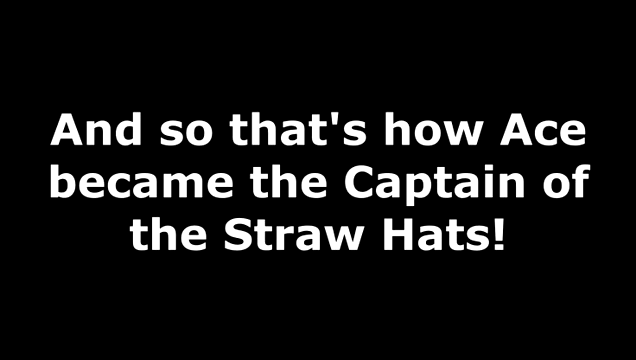 And so that's how Ace
became the Captain of
the Straw Hats!